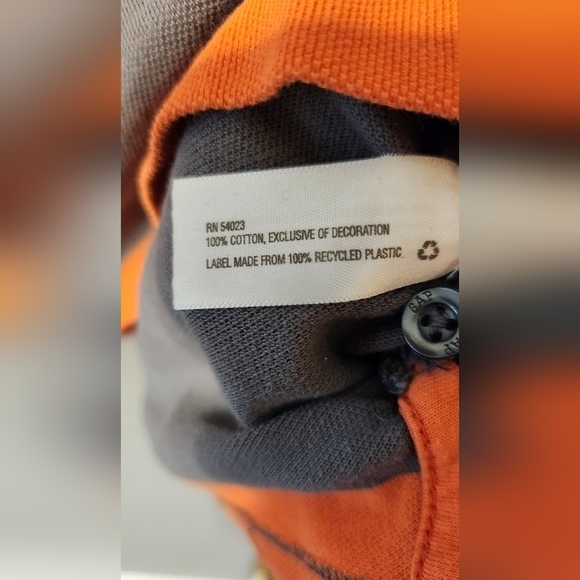 RN 54023
100% COTTON, EXCLUSIVE OF DECORATION
LABEL MADE FROM 100% RECYCLED PLASTIC
GAP